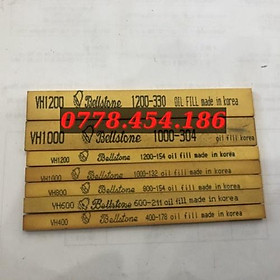 VH1200 Bellstone 1200-330 OIL FILL made in korea
0778.454.186
VH1000 Bellstone 1000-304 oil fill made in korea
VH1200 Bellstone 1200-154 oil fill made in korea
VH1000 Bellstone 1000-132 oil fill made in korea
VH800 Bellstone 800-154 oil fill made in korea
VH600 Bellstone 600-211 oil fill made in korea
VH400 Bellstone 400-178 oil fill made in korea